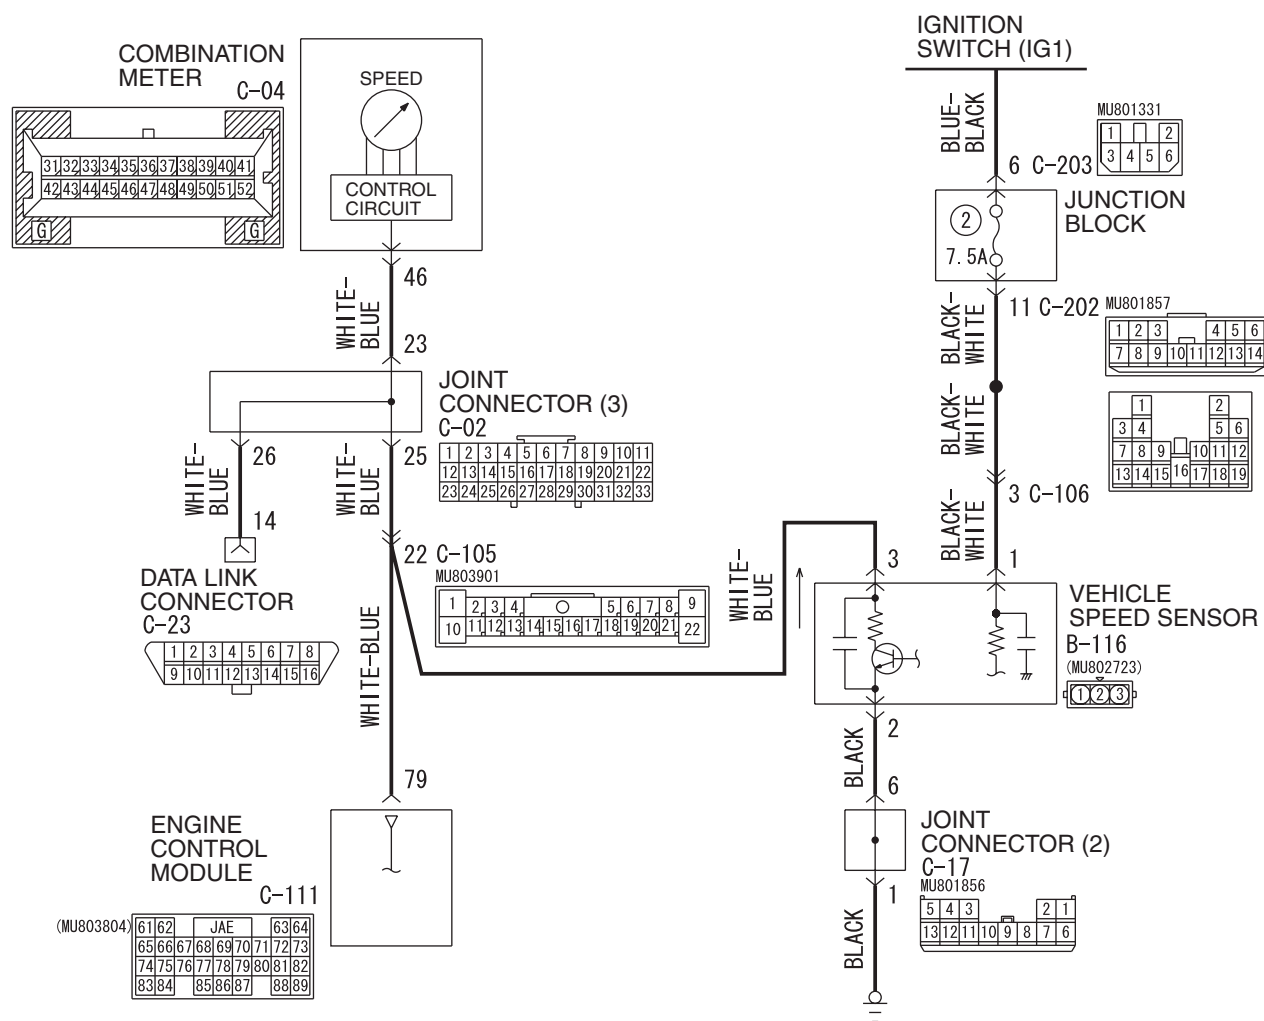 COMBINATION
METER
C-04
31 32 33 34 35 36 37 38 39 40 41
42 43 44 45 46 47 48 49 50 51 52
G G
SPEED
CONTROL
CIRCUIT
46
WHITE-
BLUE
23
JOINT
CONNECTOR (3)
C-02
1 2 3 4 5 6 7 8 9 10 11
12 13 14 15 16 17 18 19 20 21 22
23 24 25 26 27 28 29 30 31 32 33
26
WHITE-
BLUE
14
25
WHITE-
BLUE
DATA LINK
CONNECTOR
C-23
1 2 3 4 5 6 7 8
9 10 11 12 13 14 15 16
22 C-105
MU803901
1 2 3 4 5 6 7 8 9
10 11 12 13 14 15 16 17 18 19 20 21 22
WHITE-BLUE
79
ENGINE
CONTROL
MODULE
C-111
(MU803804)
61 62 JAE 63 64
65 66 67 68 69 70 71 72 73
74 75 76 77 78 79 80 81 82
83 84 85 86 87 88 89
IGNITION
SWITCH (IG1)
BLUE-
BLACK
MU801331
1 2
3 4 5 6
6 C-203
JUNCTION
BLOCK
2
7.5A
11 C-202
MU801857
1 2 3 4 5 6
7 8 9 10 11 12 13 14
BLACK-
WHITE
BLACK-
WHITE
1 2
3 4 5 6
7 8 9 10 11 12
13 14 15 16 17 18 19
3 C-106
BLACK-
WHITE
1
WHITE-
BLUE
3
VEHICLE
SPEED SENSOR
B-116
(MU802723)
1 2 3
2
BLACK
6
JOINT
CONNECTOR (2)
C-17
MU801856
5 4 3 2 1
13 12 11 10 9 8 7 6
1
BLACK